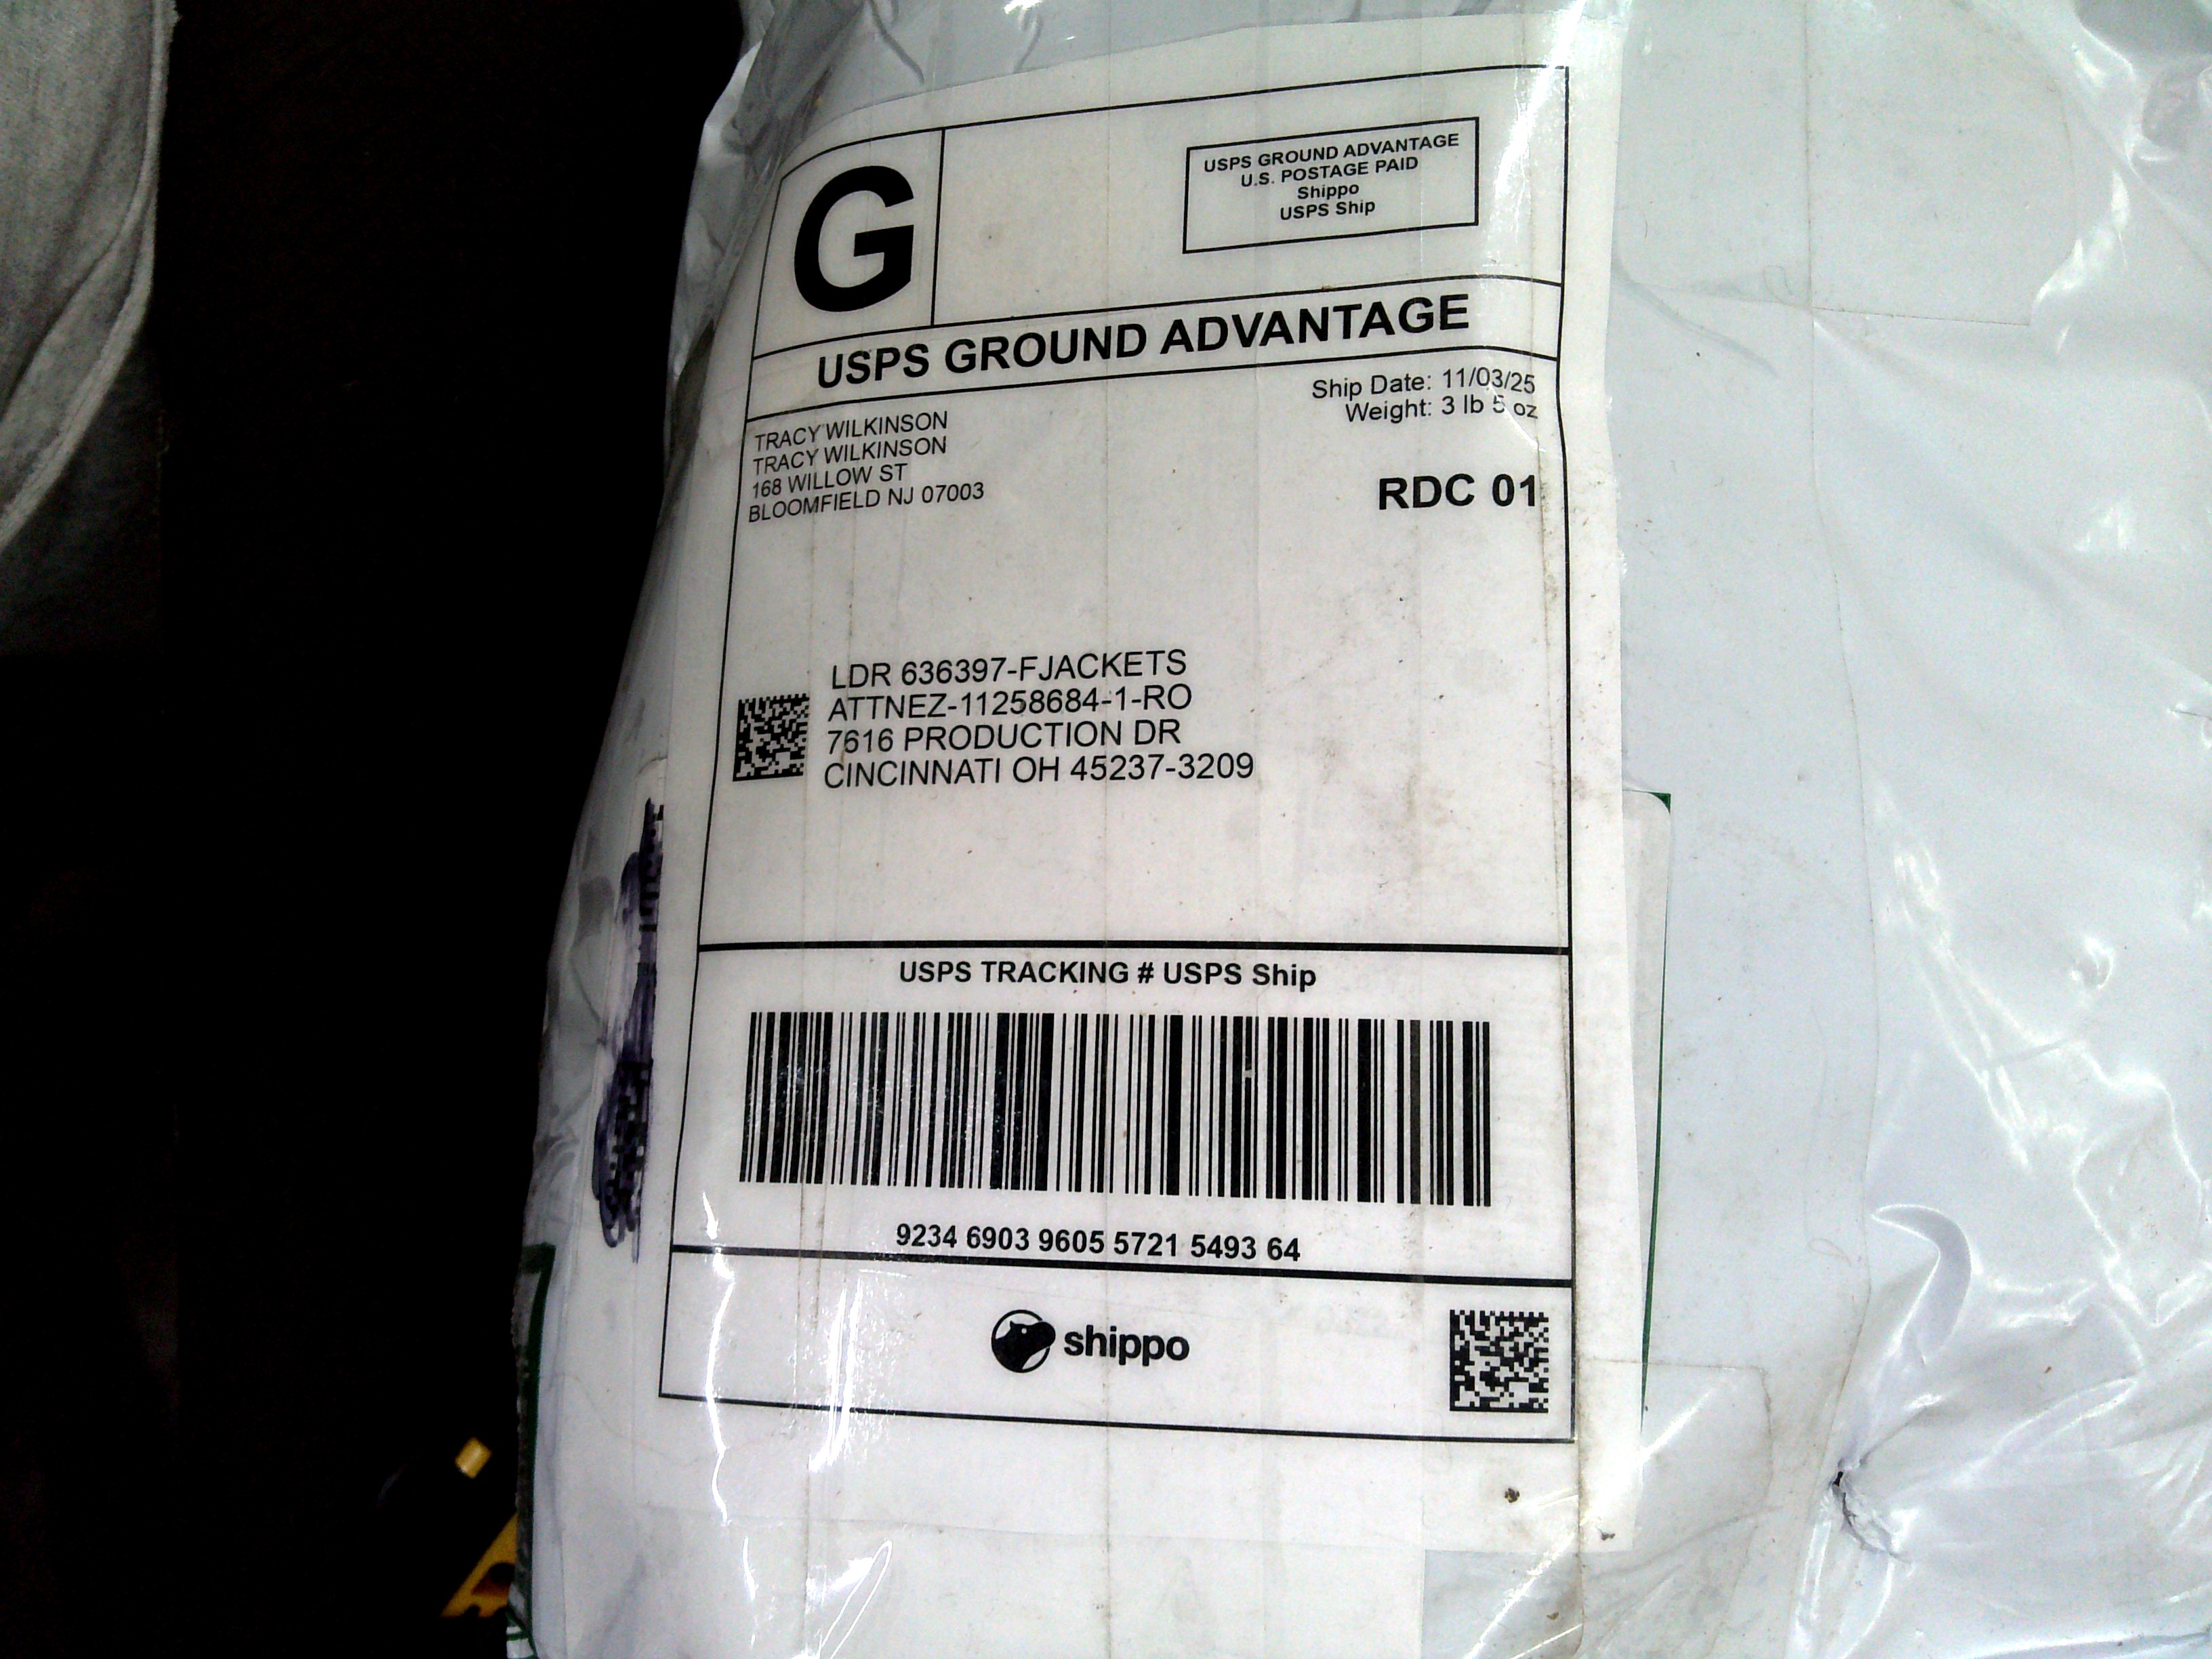 G
USPS GROUND ADVANTAGE
U.S. POSTAGE PAID
Shippo
USPS Ship
USPS GROUND ADVANTAGE
Ship Date: 11/03/25
Weight: 3 lb 5 oz
TRACY WILKINSON
TRACY WILKINSON
168 WILLOW ST
BLOOMFIELD NJ 07003
RDC 01
LDR 636397-FJACKETS
ATTNEZ-11258684-1-RO
7616 PRODUCTION DR
CINCINNATI OH 45237-3209
USPS TRACKING # USPS Ship
9234 6903 9605 5721 5493 64
shippo